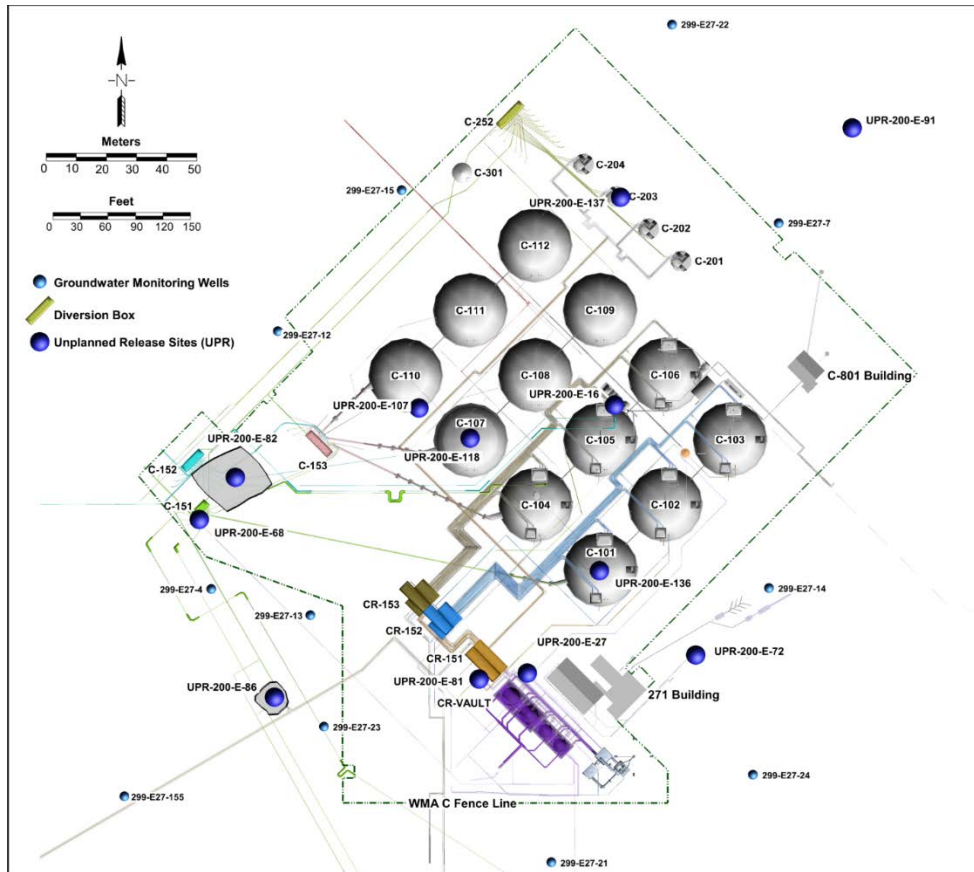 299-E27-22
N
Meters
0 10 20 30 40 50
Feet
0 30 60 90 120 150
Groundwater Monitoring Wells
Diversion Box
Unplanned Release Sites (UPR)
C-252
UPR-200-E-91
C-204
C-301
299-E27-15
C-203
UPR-200-E-137
299-E27-7
C-202
C-112
C-201
C-111
C-109
299-E27-12
C-110
C-108
C-106
C-801 Building
UPR-200-E-107
UPR-200-E-16
C-107
C-105
C-103
UPR-200-E-82
C-153
UPR-200-E-118
C-152
C-151
C-104
C-102
UPR-200-E-68
C-101
UPR-200-E-136
299-E27-4
299-E27-14
CR-153
299-E27-13
CR-152
UPR-200-E-27
CR-151
UPR-200-E-72
UPR-200-E-81
UPR-200-E-86
271 Building
CR-VAULT
299-E27-23
299-E27-24
299-E27-155
WMA C Fence Line
299-E27-21